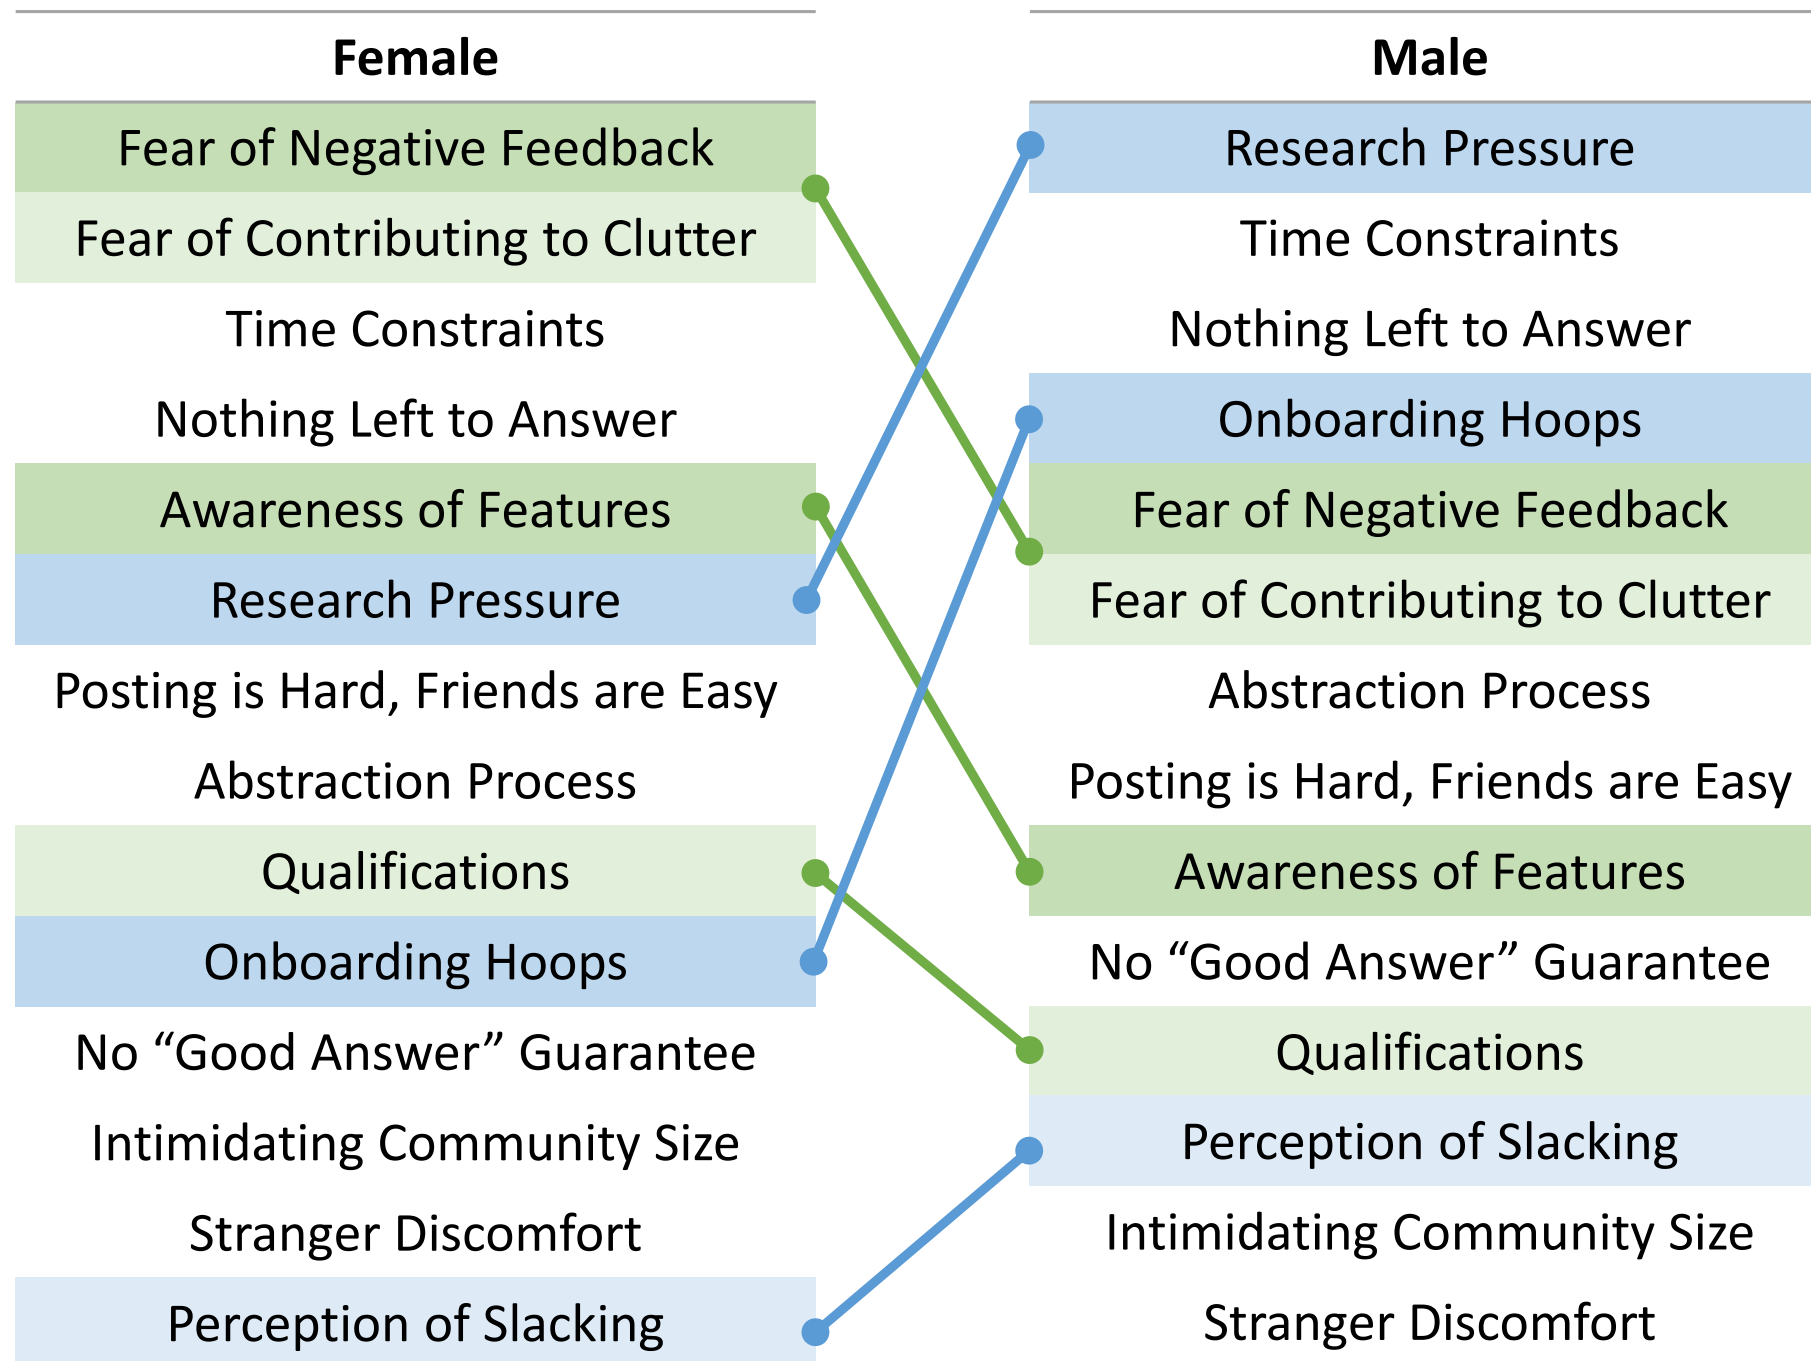 Female
Fear of Negative Feedback
Fear of Contributing to Clutter
Time Constraints
Nothing Left to Answer
Awareness of Features
Research Pressure
Posting is Hard, Friends are Easy
Abstraction Process
Qualifications
Onboarding Hoops
No “Good Answer” Guarantee
Intimidating Community Size
Stranger Discomfort
Perception of Slacking
Male
Research Pressure
Time Constraints
Nothing Left to Answer
Onboarding Hoops
Fear of Negative Feedback
Fear of Contributing to Clutter
Abstraction Process
Posting is Hard, Friends are Easy
Awareness of Features
No “Good Answer” Guarantee
Qualifications
Perception of Slacking
Intimidating Community Size
Stranger Discomfort